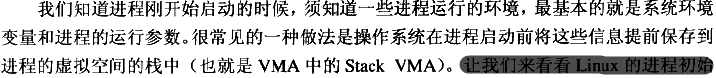 我们知道进程刚开始启动的时候，须知道一些进程运行的环境，最基本的就是系统环境
变量和进程的运行参数。很常见的一种做法是操作系统在进程启动前将这些信息提前保存到
进程的虚拟空间的栈中（也就是 VMA 中的 Stack VMA）。让我们来看看 Linux 的进程初始